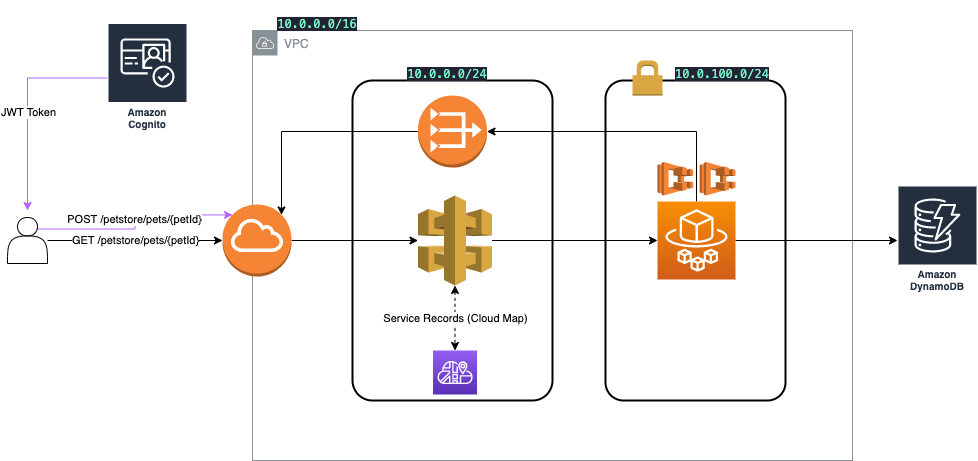 10.0.0.0/16
VPC
10.0.0.0/24
10.0.100.0/24
JWT Token
Amazon
Cognito
POST /petstore/pets/{petId}
GET /petstore/pets/{petId}
Service Records (Cloud Map)
Amazon
DynamoDB